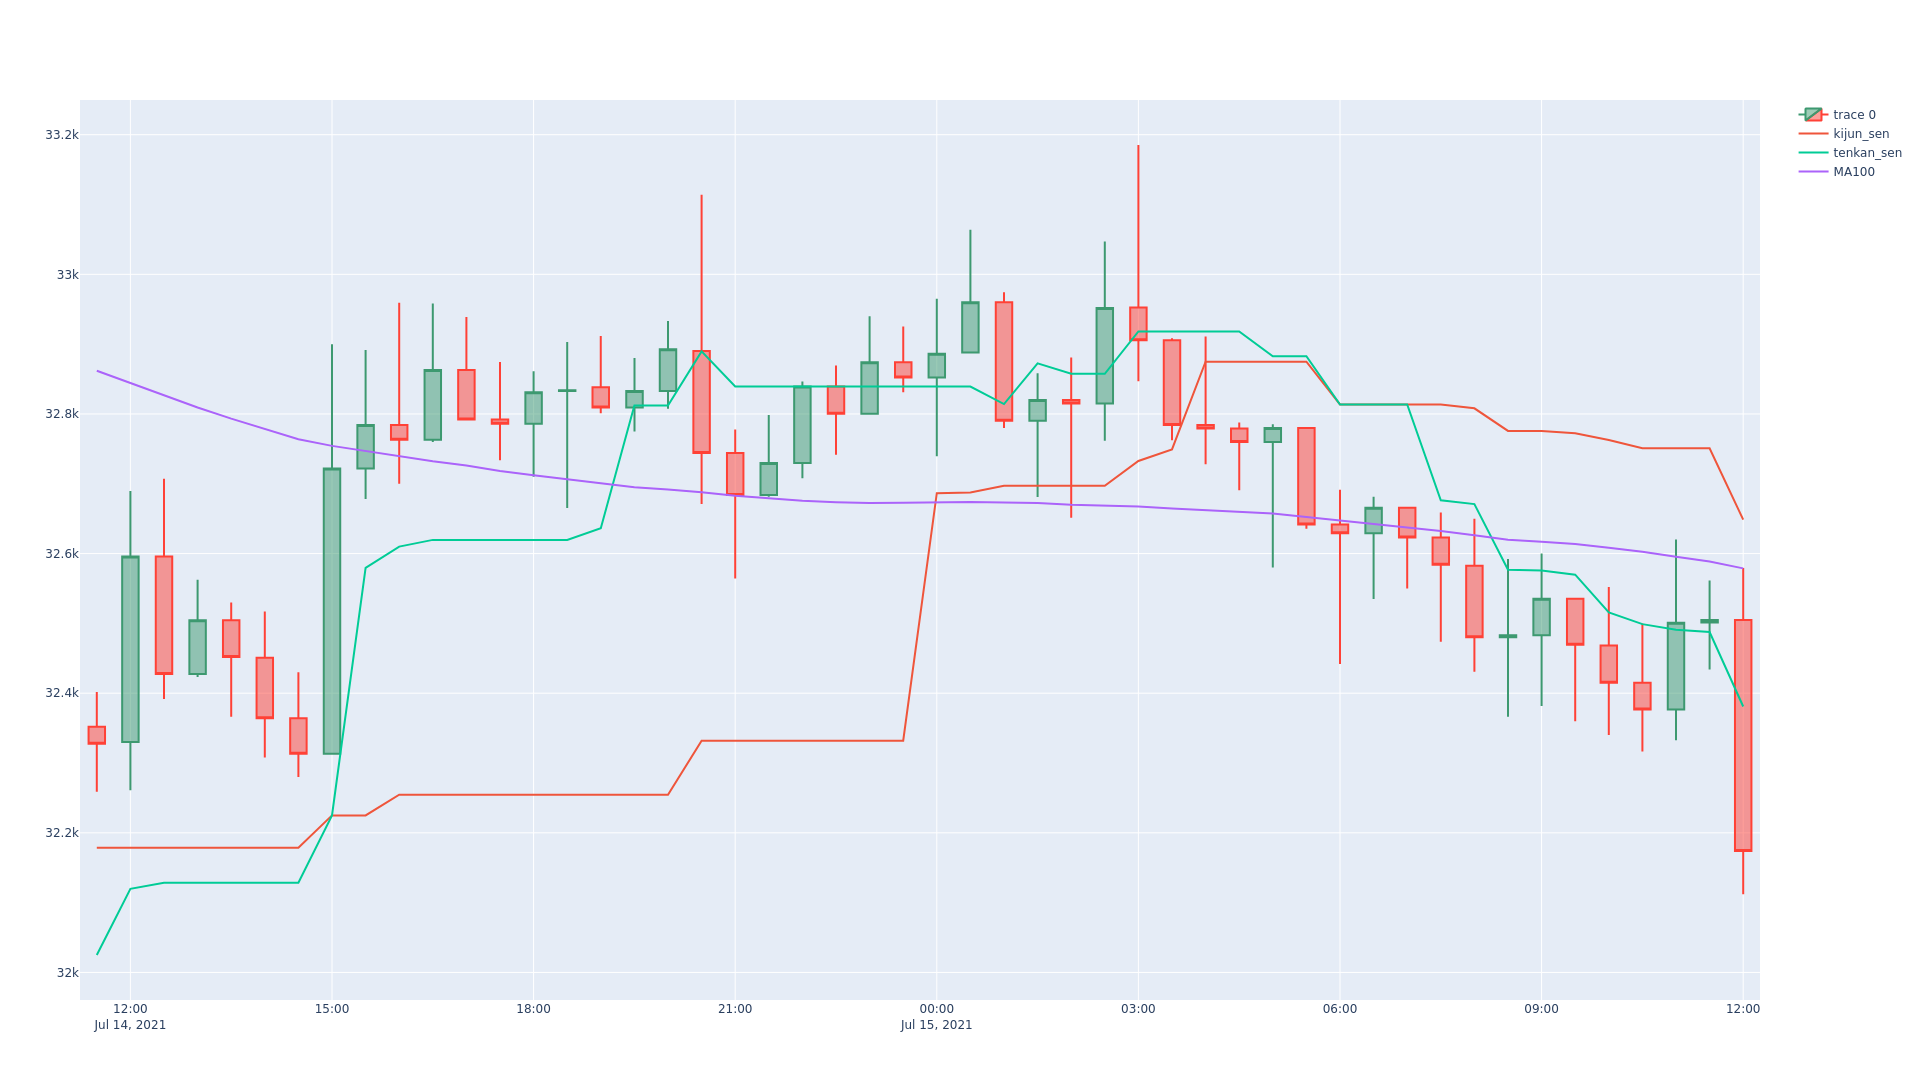 33.2k
33k
32.8k
32.6k
32.4k
32.2k
32k
12:00 15:00 18:00 21:00 00:00 03:00 06:00 09:00 12:00
Jul 14, 2021 Jul 15, 2021
trace 0
kijun_sen
tenkan_sen
MA100